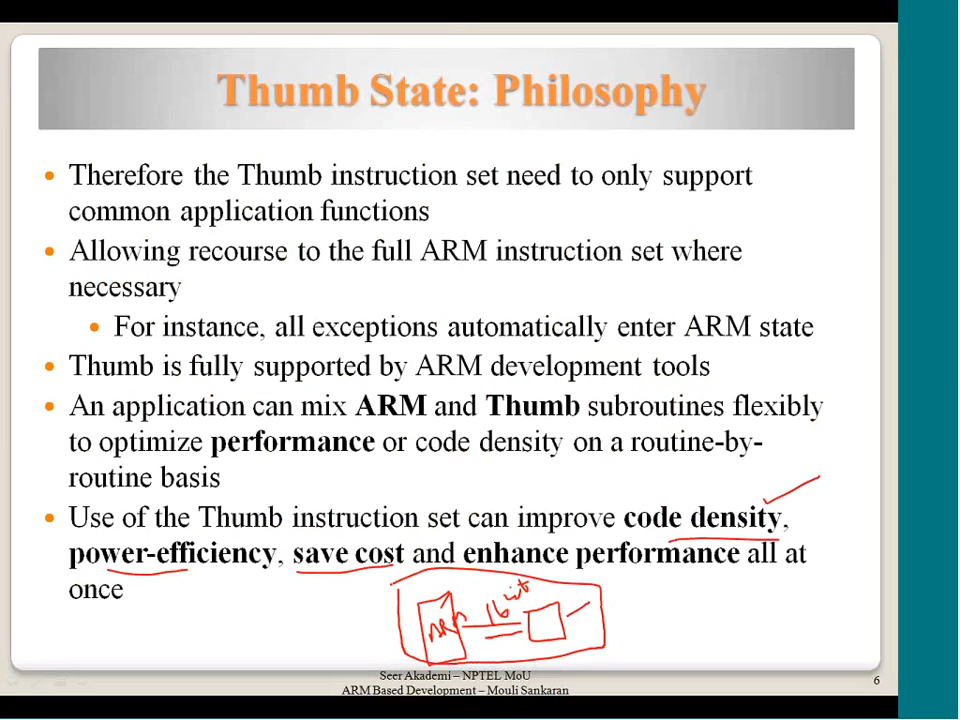 Thumb State: Philosophy
• Therefore the Thumb instruction set need to only support
common application functions
• Allowing recourse to the full ARM instruction set where
necessary
• For instance, all exceptions automatically enter ARM state
• Thumb is fully supported by ARM development tools
• An application can mix ARM and Thumb subroutines flexibly
to optimize performance or code density on a routine-by-
routine basis
• Use of the Thumb instruction set can improve code density,
power-efficiency, save cost and enhance performance all at
once
ARM 16 bit
Seer Akademi – NPTEL MoU
ARM Based Development – Mouli Sankaran
6